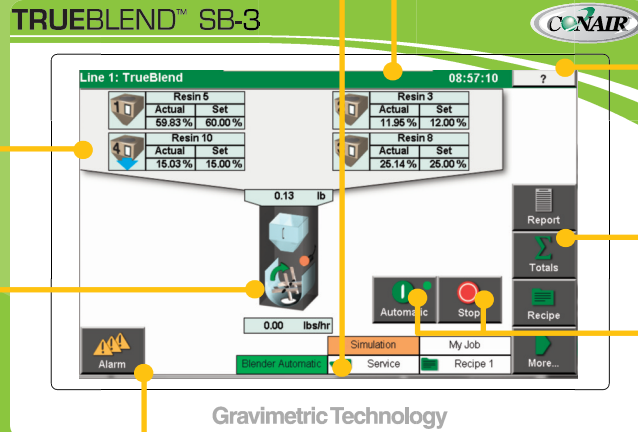 TRUEBLEND™ SB-3
CONAIR
Line 1: TrueBlend 08:57:10 ?
Resin 5
Actual Set
59.83 % 60.00 %
Resin 3
Actual Set
11.95 % 12.00 %
Resin 10
Actual Set
15.03 % 15.00 %
Resin 8
Actual Set
25.14 % 25.00 %
1
4
0.13 lb
Report
Totals
Automatic Stop
Recipe
0.00 lbs/hr
Simulation My Job
Alarm
Blender Automatic Service Recipe 1
More...
Gravimetric Technology